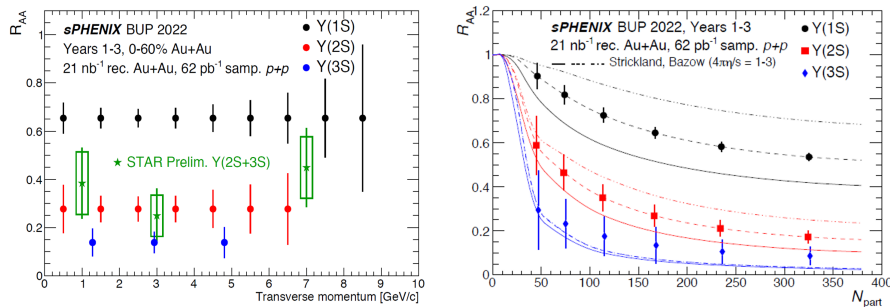 R_AA
1.2
1
0.8
0.6
0.4
0.2
0
sPHENIX BUP 2022
Years 1-3, 0-60% Au+Au
21 nb⁻¹ rec. Au+Au, 62 pb⁻¹ samp. p+p
Y(1S)
Y(2S)
Y(3S)
STAR Prelim. Y(2S+3S)
0 1 2 3 4 5 6 7 8 9 10
Transverse momentum [GeV/c]
R_AA
1.2
1
0.8
0.6
0.4
0.2
0
sPHENIX BUP 2022, Years 1-3
21 nb⁻¹ rec. Au+Au, 62 pb⁻¹ samp. p+p
Strickland, Bazow (4πη/s = 1-3)
Y(1S)
Y(2S)
Y(3S)
0 50 100 150 200 250 300 350 400
N_part